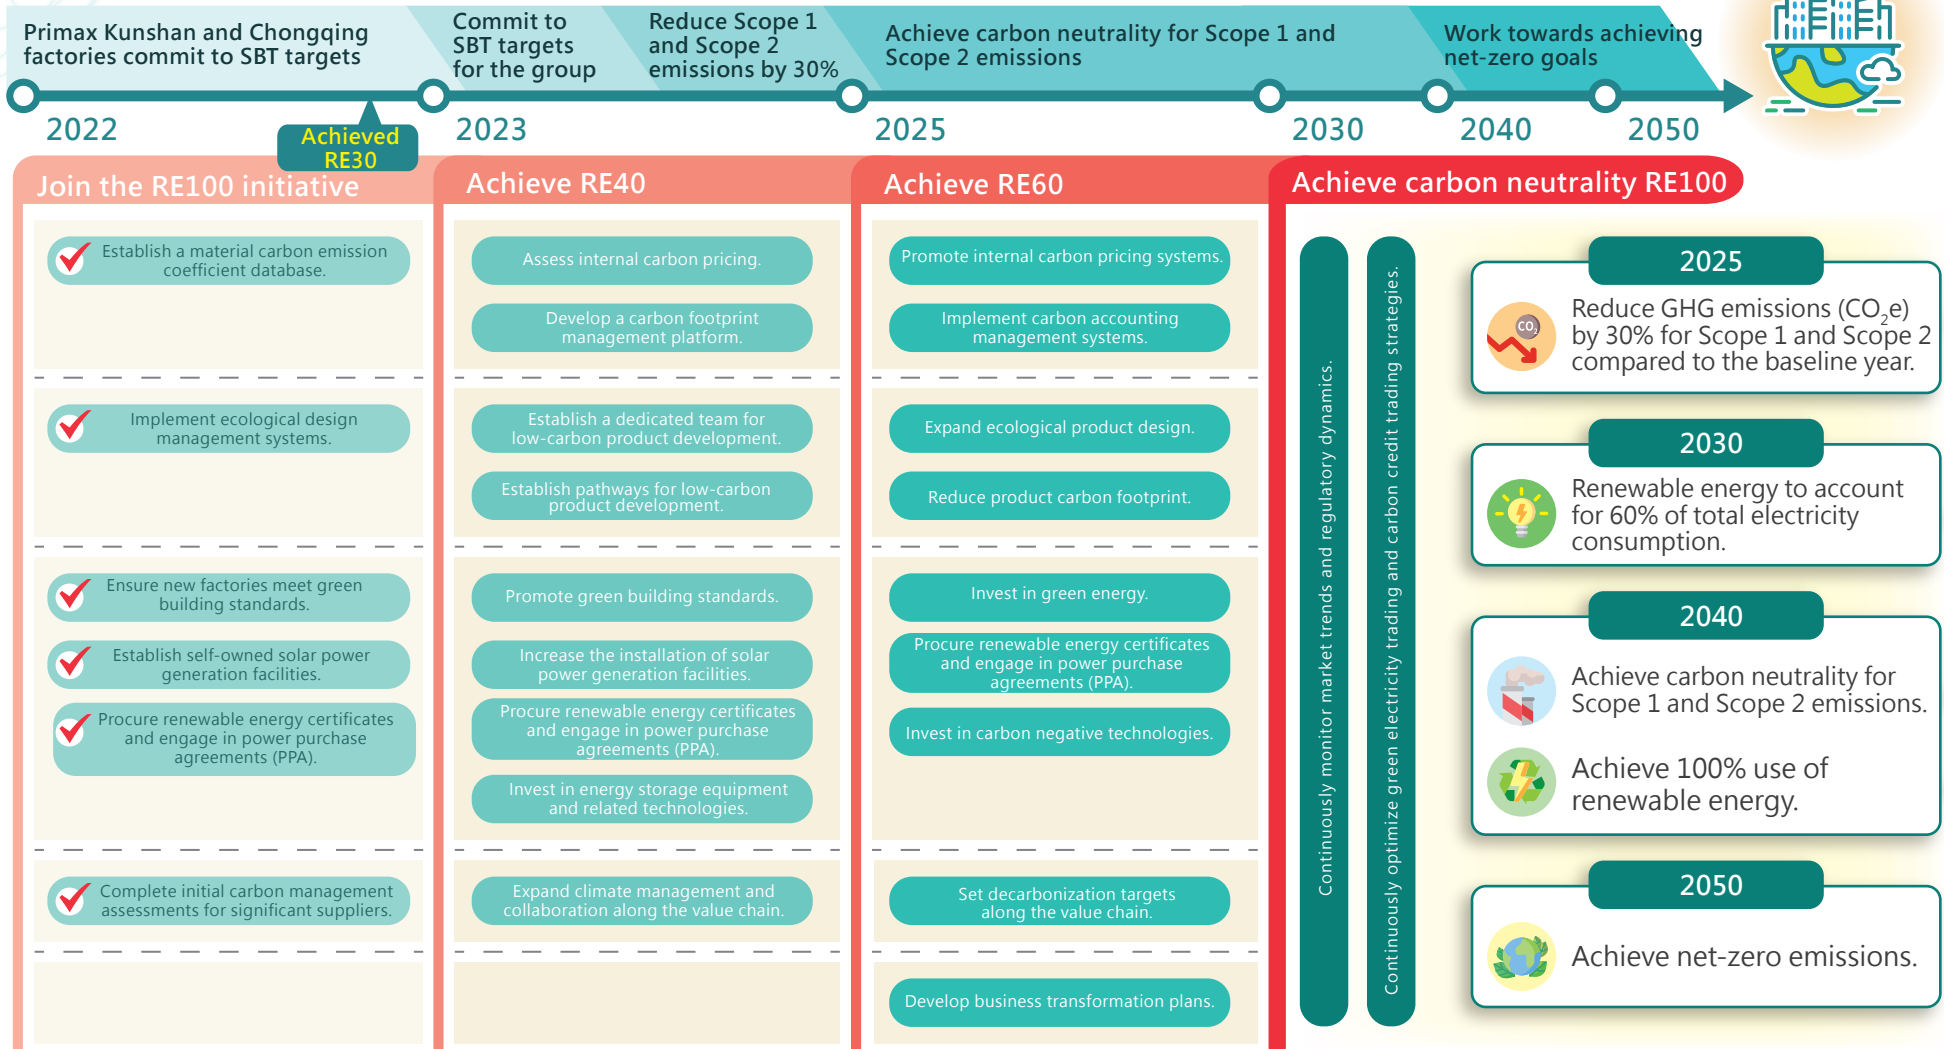 Primax Kunshan and Chongqing
factories commit to SBT targets
Commit to
SBT targets
for the group
Reduce Scope 1
and Scope 2
emissions by 30%
Achieve carbon neutrality for Scope 1 and
Scope 2 emissions
Work towards achieving
net-zero goals
2022
Achieved
RE30
2023
2025
2030
2040
2050
Join the RE100 initiative
Achieve RE40
Achieve RE60
Achieve carbon neutrality RE100
Establish a material carbon emission
coefficient database.
Implement ecological design
management systems.
Ensure new factories meet green
building standards.
Establish self-owned solar power
generation facilities.
Procure renewable energy certificates
and engage in power purchase
agreements (PPA).
Complete initial carbon management
assessments for significant suppliers.
Assess internal carbon pricing.
Develop a carbon footprint
management platform.
Establish a dedicated team for
low-carbon product development.
Establish pathways for low-carbon
product development.
Promote green building standards.
Increase the installation of solar
power generation facilities.
Procure renewable energy certificates
and engage in power purchase
agreements (PPA).
Invest in energy storage equipment
and related technologies.
Expand climate management and
collaboration along the value chain.
Promote internal carbon pricing systems.
Implement carbon accounting
management systems.
Expand ecological product design.
Reduce product carbon footprint.
Invest in green energy.
Procure renewable energy certificates
and engage in power purchase
agreements (PPA).
Invest in carbon negative technologies.
Set decarbonization targets
along the value chain.
Develop business transformation plans.
Continuously monitor market trends and regulatory dynamics.
Continuously optimize green electricity trading and carbon credit trading strategies.
2025
CO2
Reduce GHG emissions (CO2e)
by 30% for Scope 1 and Scope 2
compared to the baseline year.
2030
Renewable energy to account
for 60% of total electricity
consumption.
2040
Achieve carbon neutrality for
Scope 1 and Scope 2 emissions.
Achieve 100% use of
renewable energy.
2050
Achieve net-zero emissions.